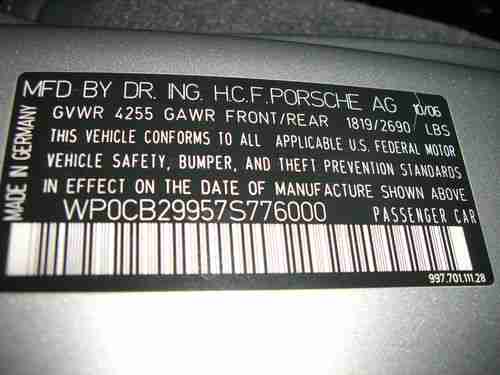 MFD BY DR. ING. H.C.F. PORSCHE AG 10/06
GVWR 4255 GAWR FRONT/REAR 1819/2690 LBS
THIS VEHICLE CONFORMS TO ALL APPLICABLE U.S. FEDERAL MOTOR
VEHICLE SAFETY, BUMPER, AND THEFT PREVENTION STANDARDS
IN EFFECT ON THE DATE OF MANUFACTURE SHOWN ABOVE
WP0CB29957S776000 PASSENGER CAR
MADE IN GERMANY
997.701.111.28